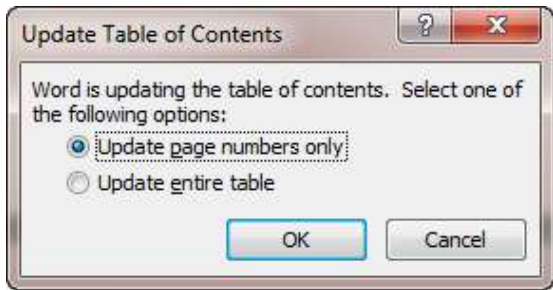 Update Table of Contents
Word is updating the table of contents.  Select one of
the following options:
Update page numbers only
Update entire table
OK
Cancel